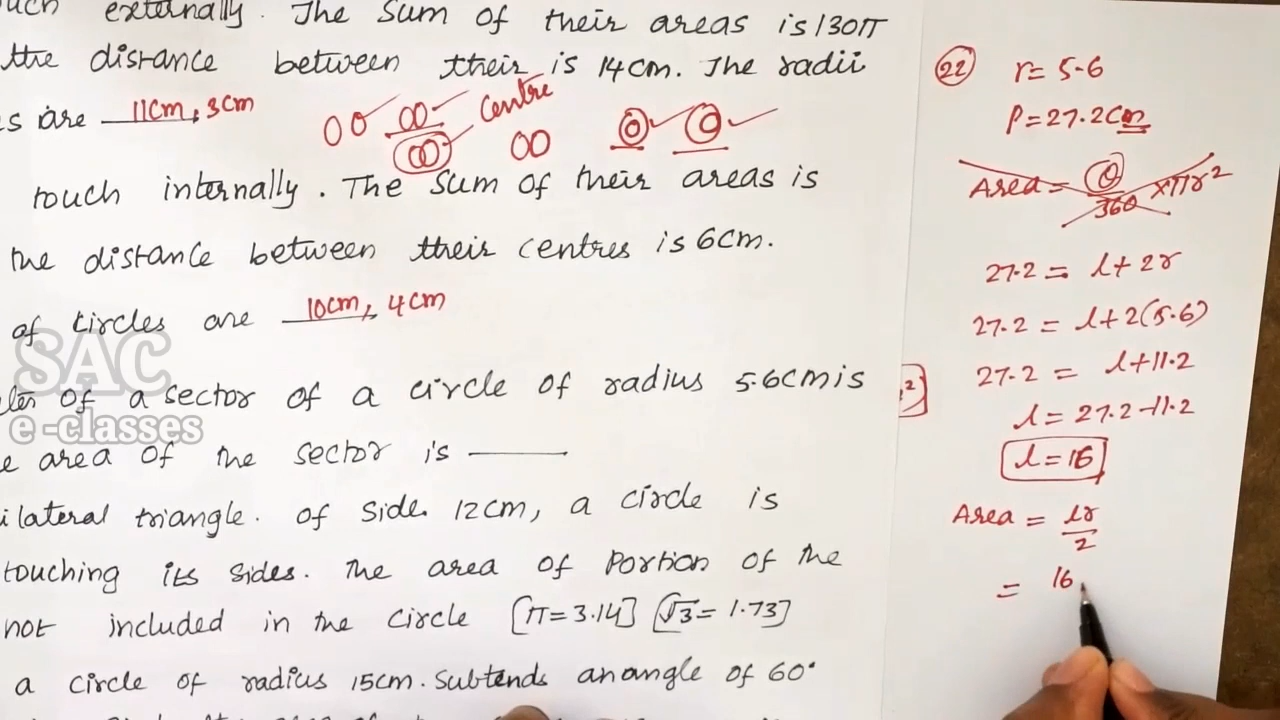 externally. The Sum of their areas is 130π
the distance between their is 14cm. The radii
centre
are 11cm, 3cm
touch internally. The Sum of their areas is
the distance between their centres is 6cm.
of circles are 10cm, 4cm
SAC
e-classes
of a sector of a circle of radius 5.6cm is
area of the sector is
triangle. of side 12cm, a circle is
touching its sides. The area of Portion of the
not included in the circle [π=3.14] [√3=1.73]
a circle of radius 15cm. Subtends an angle of 60°
22 r= 5.6
P=27.2cm
Area= θ/360 ×πr²
27.2 = l+2r
27.2 = l+2(5.6)
27.2 = l+11.2
l = 27.2-11.2
l=16
Area = lr/2
= 16